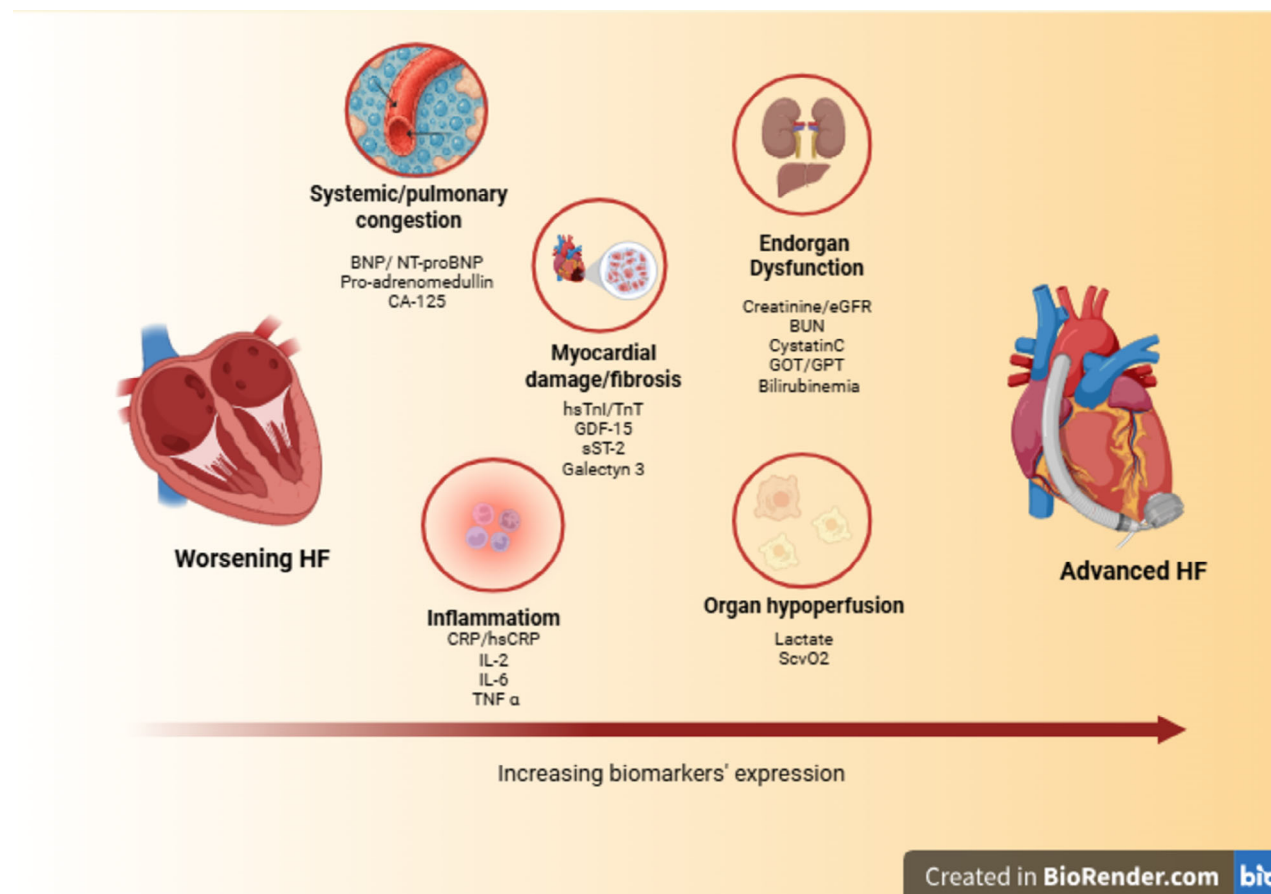 Systemic/pulmonary
congestion
BNP/ NT-proBNP
Pro-adrenomedullin
CA-125
Endorgan
Dysfunction
Creatinine/eGFR
BUN
CystatinC
GOT/GPT
Bilirubinemia
Myocardial
damage/fibrosis
hsTnI/TnT
GDF-15
sST-2
Galectyn 3
Worsening HF
Advanced HF
Inflammatiom
CRP/hsCRP
IL-2
IL-6
TNF α
Organ hypoperfusion
Lactate
ScvO2
Increasing biomarkers' expression
Created in BioRender.com bio